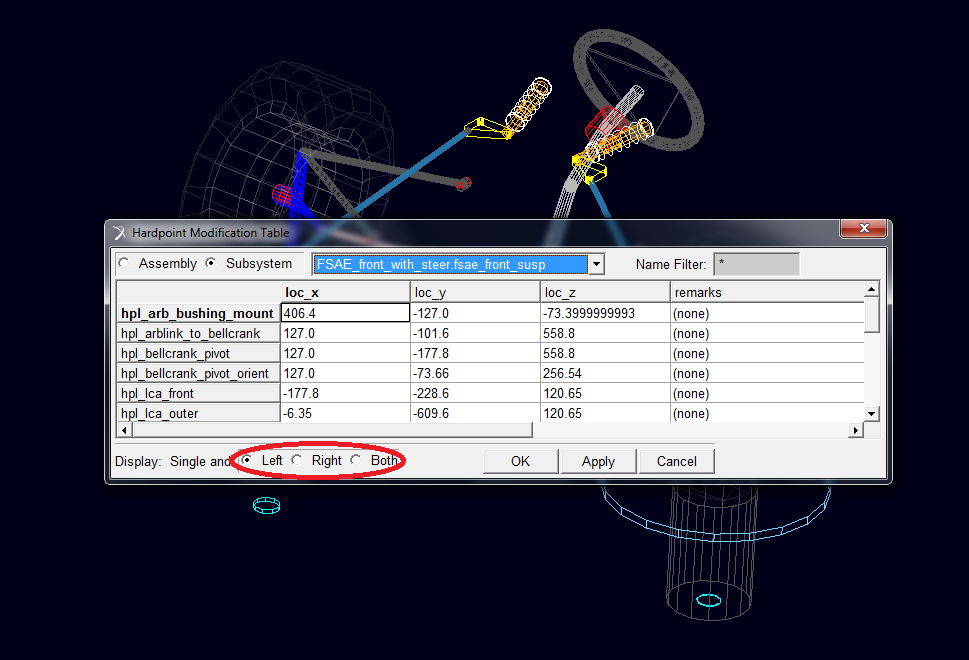 Hardpoint Modification Table
Assembly Subsystem FSAE_front_with_steer.fsae_front_susp Name Filter: *
loc_x loc_y loc_z remarks
hpl_arb_bushing_mount 406.4 -127.0 -73.3999999993 (none)
hpl_arblink_to_bellcrank 127.0 -101.6 558.8 (none)
hpl_bellcrank_pivot 127.0 -177.8 558.8 (none)
hpl_bellcrank_pivot_orient 127.0 -73.66 256.54 (none)
hpl_lca_front -177.8 -228.6 120.65 (none)
hpl_lca_outer -6.35 -609.6 120.65 (none)
Display: Single and Left Right Both OK Apply Cancel